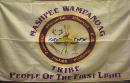 MASHPEE WAMPANOAG
TRIBE
PEOPLE OF THE FIRST LIGHT